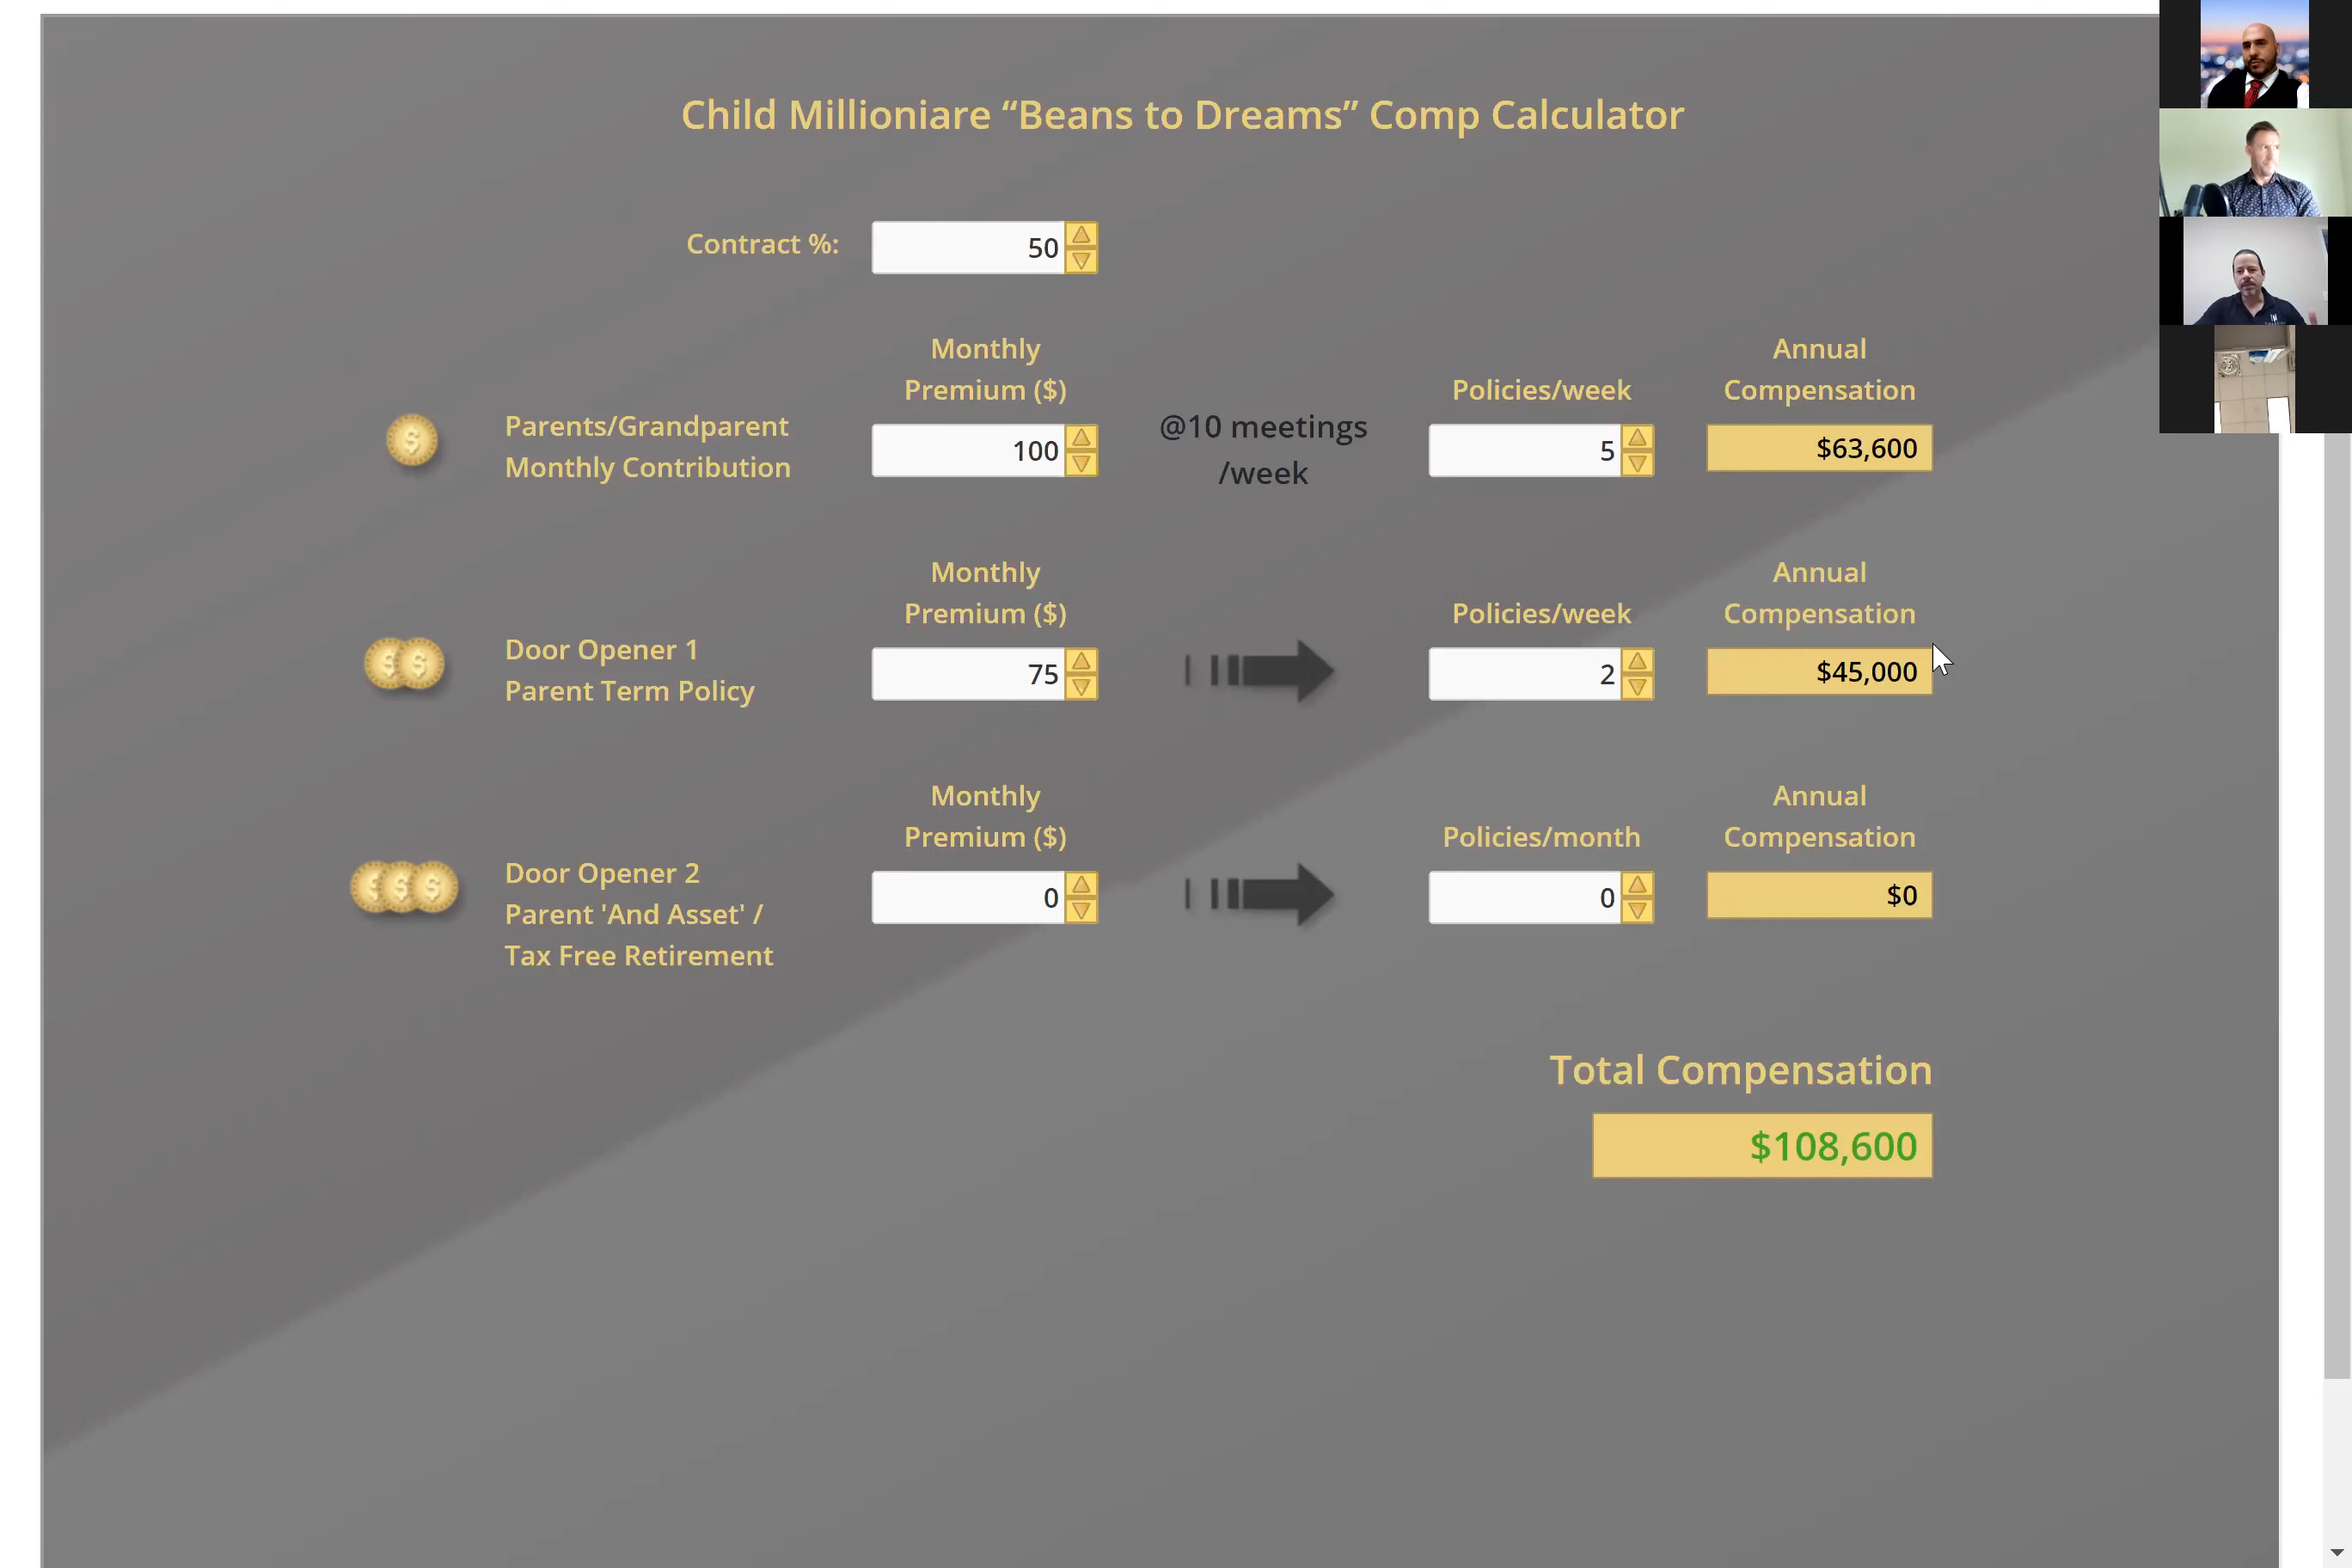 Child Millioniare “Beans to Dreams” Comp Calculator
Contract %:
50
Monthly
Premium ($)
Policies/week
Annual
Compensation
Parents/Grandparent
Monthly Contribution
100
@10 meetings
/week
5
$63,600
Monthly
Premium ($)
Policies/week
Annual
Compensation
Door Opener 1
Parent Term Policy
75
2
$45,000
Monthly
Premium ($)
Policies/month
Annual
Compensation
Door Opener 2
Parent 'And Asset' /
Tax Free Retirement
0
0
$0
Total Compensation
$108,600